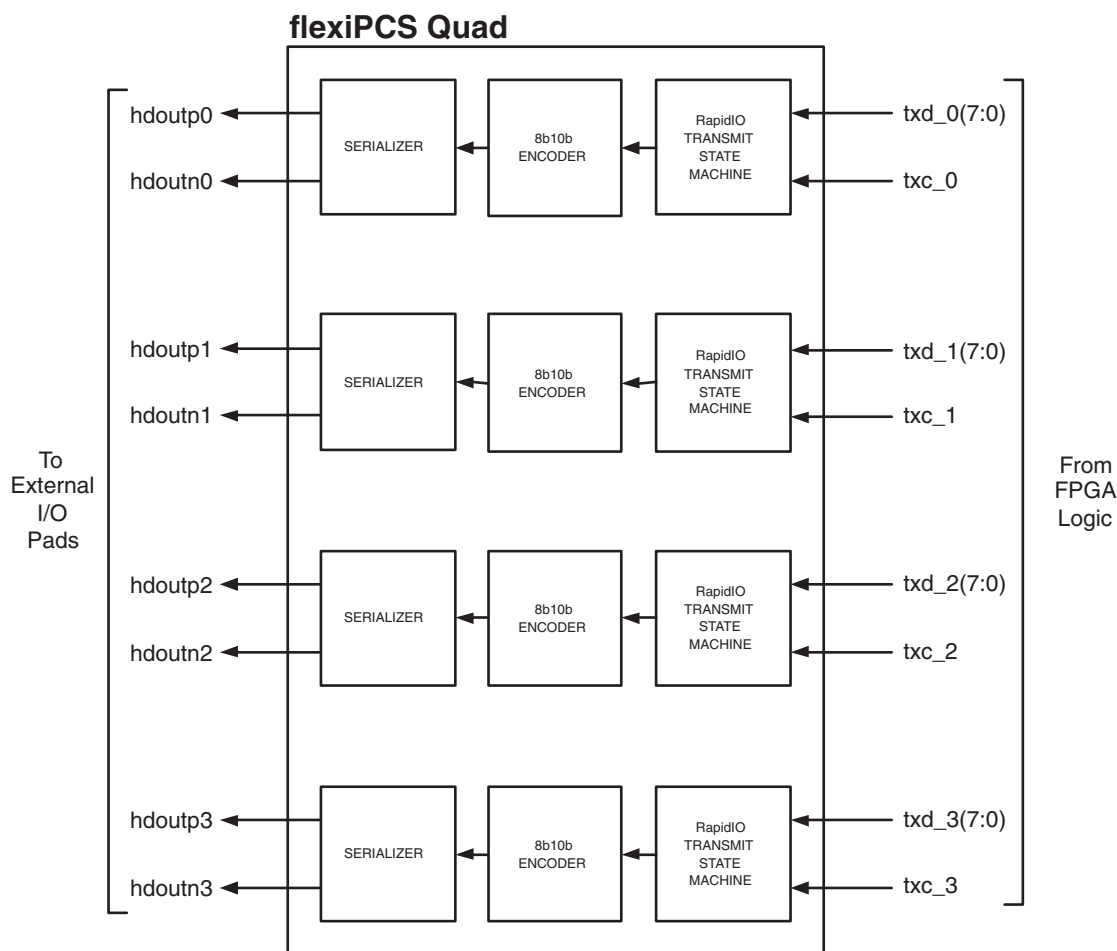 flexiPCS Quad
hdoutp0
hdoutn0
SERIALIZER
8b10b
ENCODER
RapidIO
TRANSMIT
STATE
MACHINE
txd_0(7:0)
txc_0
hdoutp1
hdoutn1
SERIALIZER
8b10b
ENCODER
RapidIO
TRANSMIT
STATE
MACHINE
txd_1(7:0)
txc_1
To
External
I/O
Pads
From
FPGA
Logic
hdoutp2
hdoutn2
SERIALIZER
8b10b
ENCODER
RapidIO
TRANSMIT
STATE
MACHINE
txd_2(7:0)
txc_2
hdoutp3
hdoutn3
SERIALIZER
8b10b
ENCODER
RapidIO
TRANSMIT
STATE
MACHINE
txd_3(7:0)
txc_3